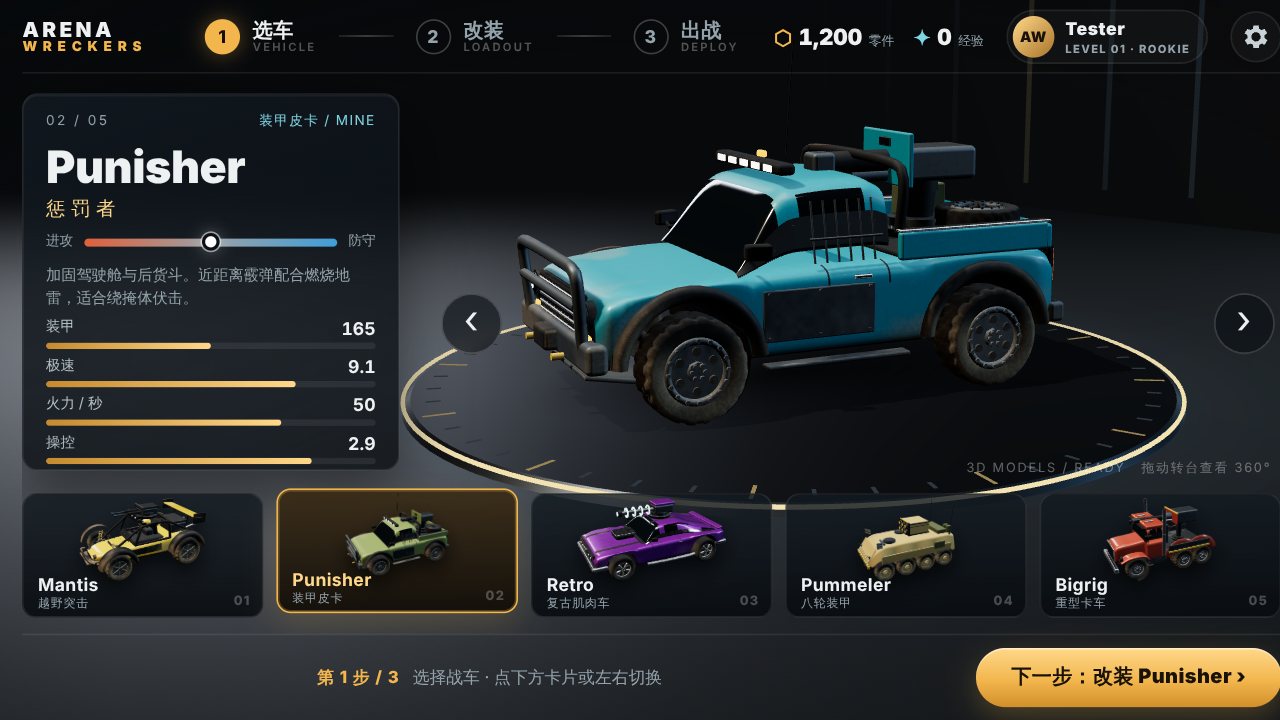 ARENA
WRECKERS
1 选车 VEHICLE
2 改装 LOADOUT
3 出战 DEPLOY
1,200 零件
0 经验
AW Tester
LEVEL 01 · ROOKIE
02 / 05 装甲皮卡 / MINE
Punisher
惩罚者
进攻 防守
加固驾驶舱与后货斗。近距离霰弹配合燃烧地
雷，适合绕掩体伏击。
装甲 165
极速 9.1
火力 / 秒 50
操控 2.9
‹ ›
3D MODELS / READY 拖动转台查看 360°
Mantis
越野突击 01
Punisher
装甲皮卡 02
Retro
复古肌肉车 03
Pummeler
八轮装甲 04
Bigrig
重型卡车 05
第 1 步 / 3 选择战车 · 点下方卡片或左右切换
下一步：改装 Punisher ›